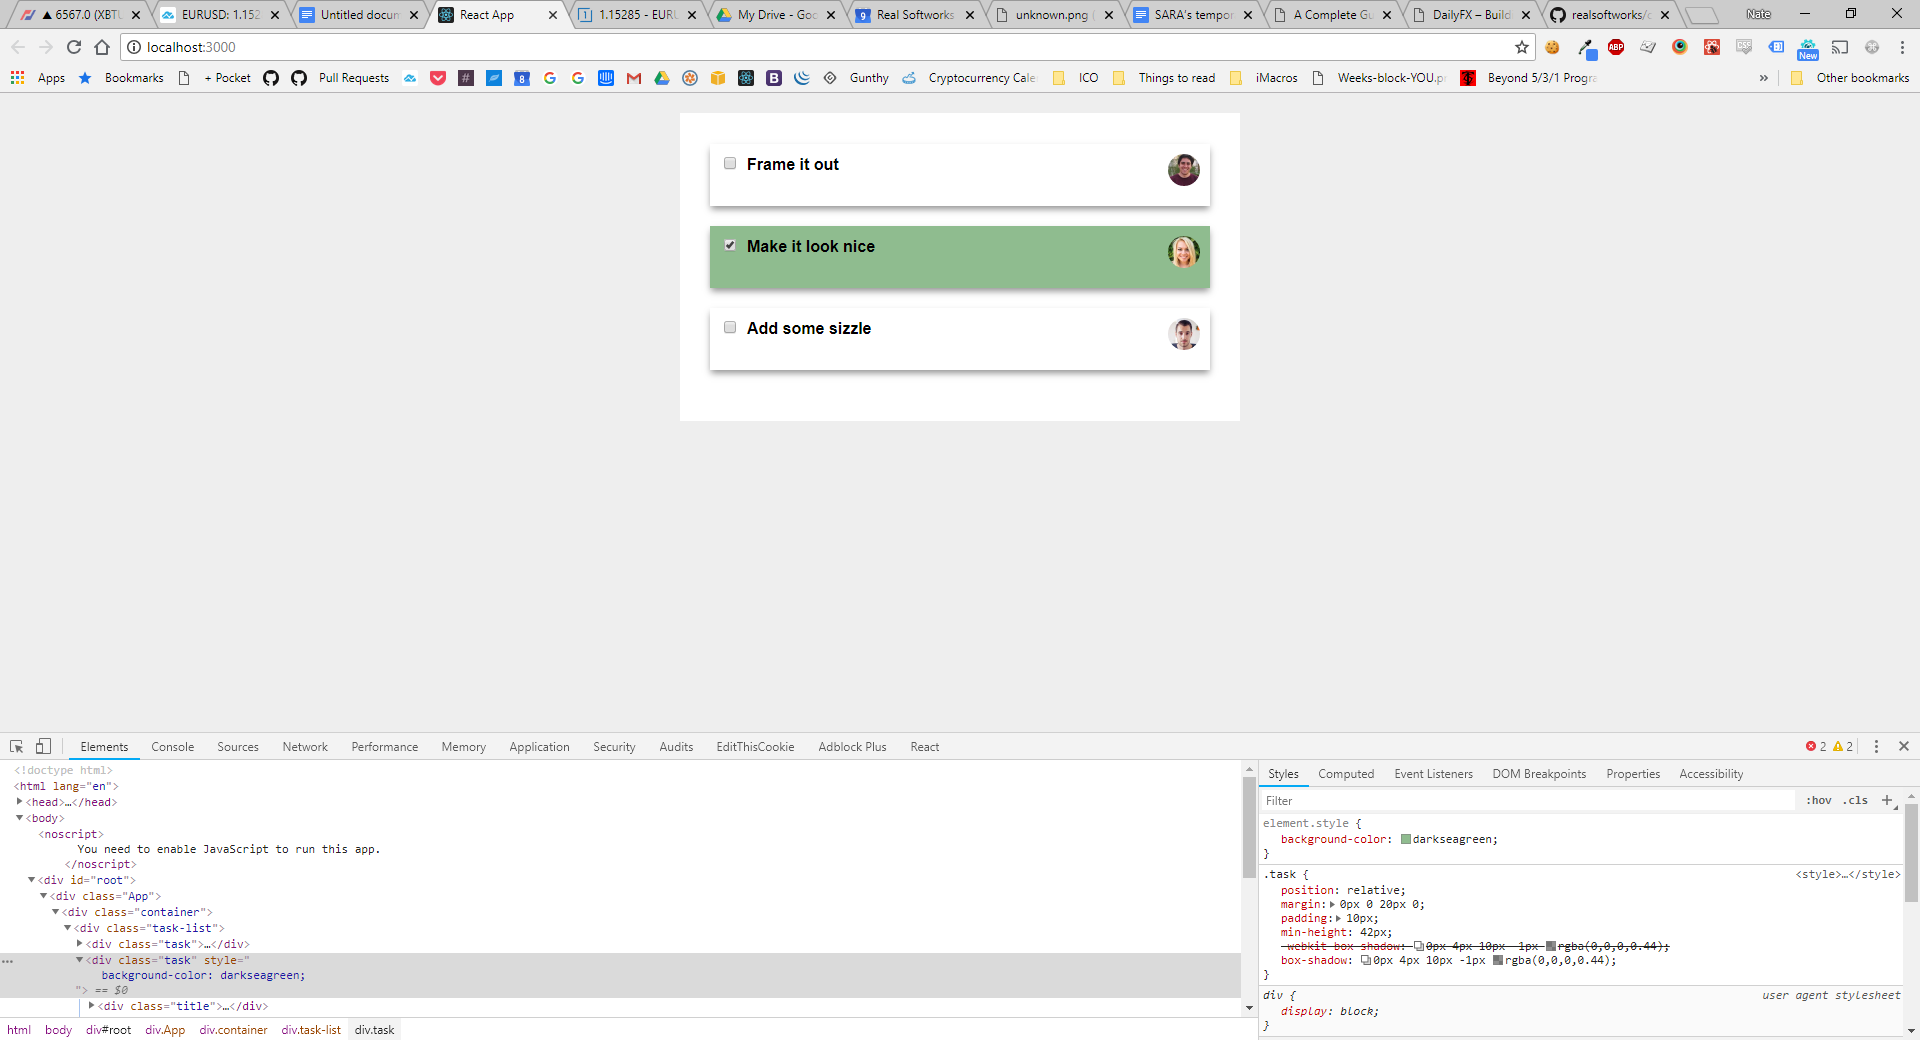 ▲ 6567.0 (XBTU
EURUSD: 1.152
Untitled docum
React App
1.15285 - EURU
My Drive - Goo
Real Softworks
unknown.png (
SARA's tempor
A Complete Gu
DailyFX – Build
realsoftworks/c
Nate
localhost:3000
ABP
CSS
New
Apps
Bookmarks
+ Pocket
Pull Requests
Gunthy
Cryptocurrency Cale
ICO
Things to read
iMacros
Weeks-block-YOU.p
Beyond 5/3/1 Progra
»
Other bookmarks
Frame it out
Make it look nice
Add some sizzle
Elements Console Sources Network Performance Memory Application Security Audits EditThisCookie Adblock Plus React
2 2
<!doctype html>
<html lang="en">
<head>…</head>
<body>
<noscript>
You need to enable JavaScript to run this app.
</noscript>
<div id="root">
<div class="App">
<div class="container">
<div class="task-list">
<div class="task">…</div>
<div class="task" style="
background-color: darkseagreen;
"> == $0
<div class="title">…</div>
html body div#root div.App div.container div.task-list div.task
Styles Computed Event Listeners DOM Breakpoints Properties Accessibility
Filter :hov .cls +
element.style {
background-color: darkseagreen;
}
.task { <style>…</style>
position: relative;
margin: 0px 0 20px 0;
padding: 10px;
min-height: 42px;
-webkit-box-shadow: 0px 4px 10px -1px rgba(0,0,0,0.44);
box-shadow: 0px 4px 10px -1px rgba(0,0,0,0.44);
}
div { user agent stylesheet
display: block;
}